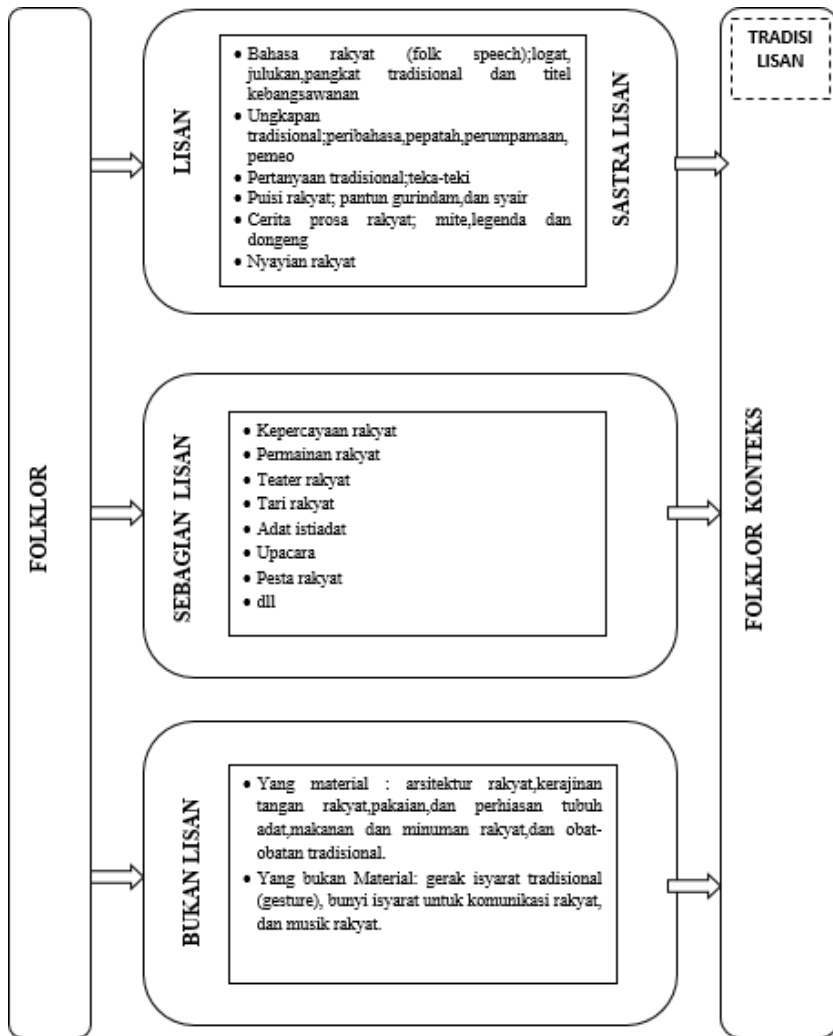 FOLKLOR
LISAN
• Bahasa rakyat (folk speech);logat,
julukan,pangkat tradisional dan titel
kebangsawanan
• Ungkapan
tradisional;peribahasa,pepatah,perumpamaan,
pemeo
• Pertanyaan tradisional;teka-teki
• Puisi rakyat; pantun gurindam,dan syair
• Cerita prosa rakyat; mite,legenda dan
dongeng
• Nyayian rakyat
SASTRA LISAN
SEBAGIAN LISAN
• Kepercayaan rakyat
• Permainan rakyat
• Teater rakyat
• Tari rakyat
• Adat istiadat
• Upacara
• Pesta rakyat
• dll
BUKAN LISAN
• Yang material : arsitektur rakyat,kerajinan
tangan rakyat,pakaian,dan perhiasan tubuh
adat,makanan dan minuman rakyat,dan obat-
obatan tradisional.
• Yang bukan Material: gerak isyarat tradisional
(gesture), bunyi isyarat untuk komunikasi rakyat,
dan musik rakyat.
TRADISI
LISAN
FOLKLOR KONTEKS